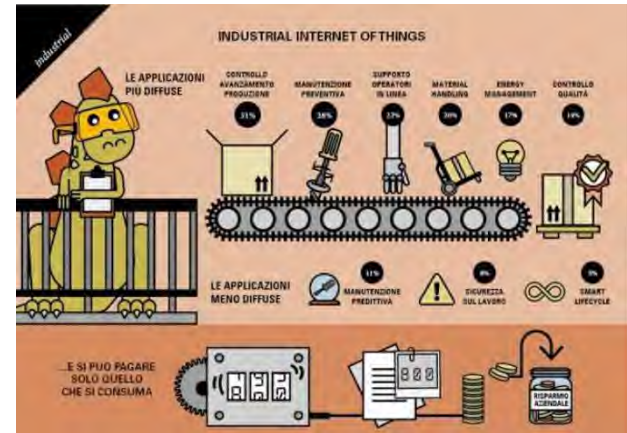 industrial
INDUSTRIAL INTERNET OF THINGS
LE APPLICAZIONI
PIÙ DIFFUSE
CONTROLLO
AVANZAMENTO
PRODUZIONE
31%
MANUTENZIONE
PREVENTIVA
28%
SUPPORTO
OPERATORI
IN LINEA
MATERIAL
HANDLING
20%
ENERGY
MANAGEMENT
17%
CONTROLLO
QUALITÀ
LE APPLICAZIONI
MENO DIFFUSE
11%
MANUTENZIONE
PREDITTIVA
8%
SICUREZZA
SUL LAVORO
SMART
LIFECYCLE
...E SI PUÒ PAGARE
SOLO QUELLO
CHE SI CONSUMA
RISPARMIO
AZIENDALE